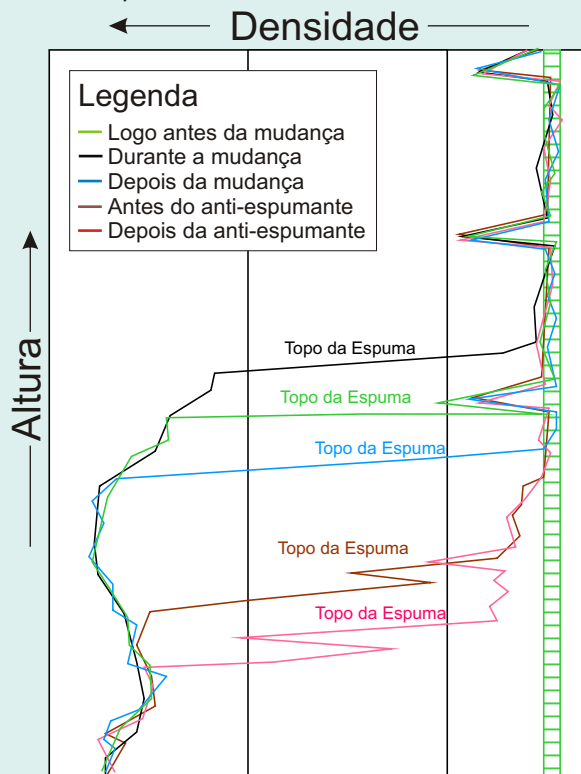 Densidade
Legenda
Logo antes da mudança
Durante a mudança
Depois da mudança
Antes do anti-espumante
Depois da anti-espumante
Altura
Topo da Espuma
Topo da Espuma
Topo da Espuma
Topo da Espuma
Topo da Espuma